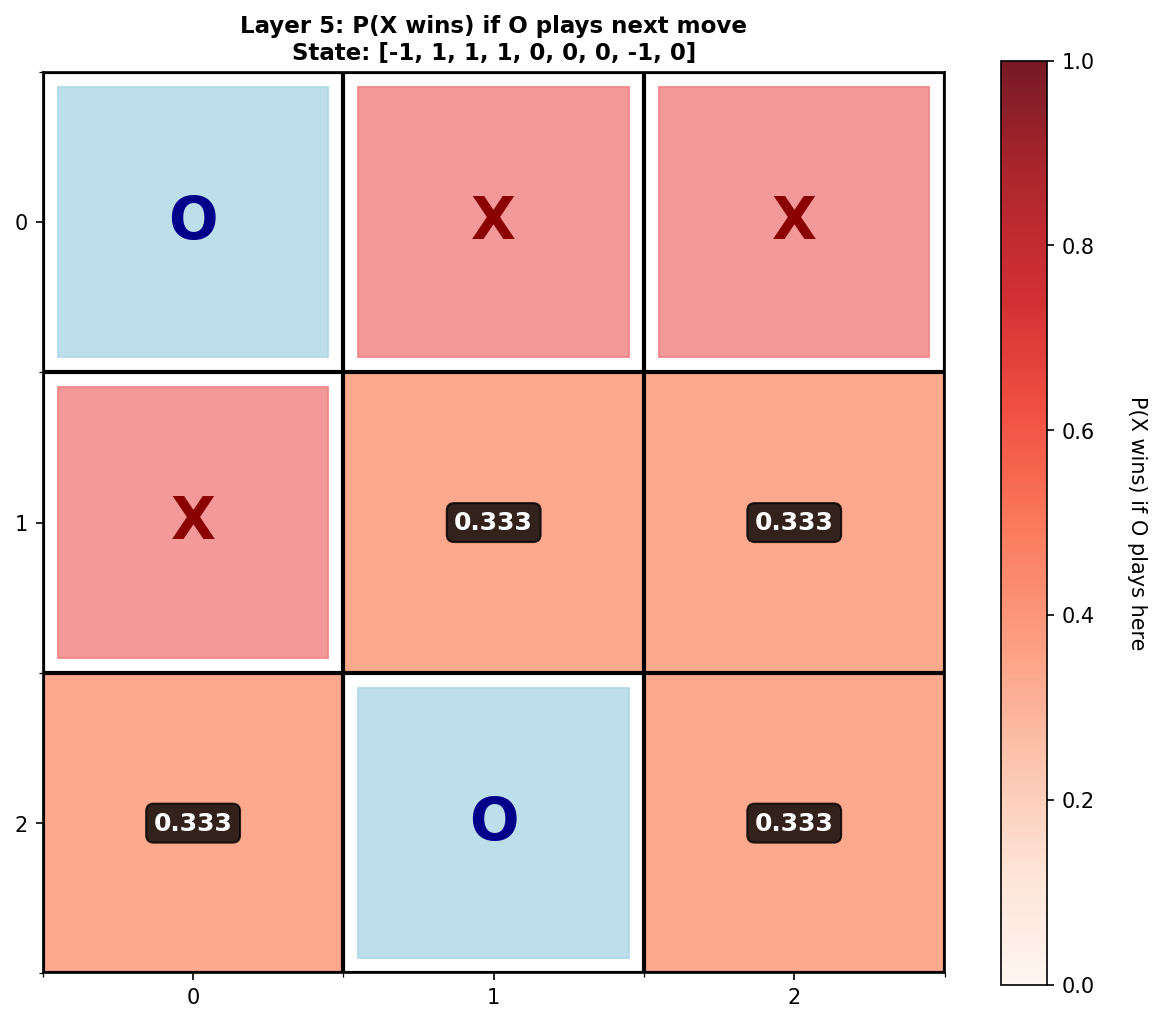 Layer 5: P(X wins) if O plays next move
State: [-1, 1, 1, 1, 0, 0, 0, -1, 0]
0
O
X
X
1
X
0.333
0.333
2
0.333
O
0.333
0
1
2
1.0
0.8
0.6
0.4
0.2
0.0
P(X wins) if O plays here